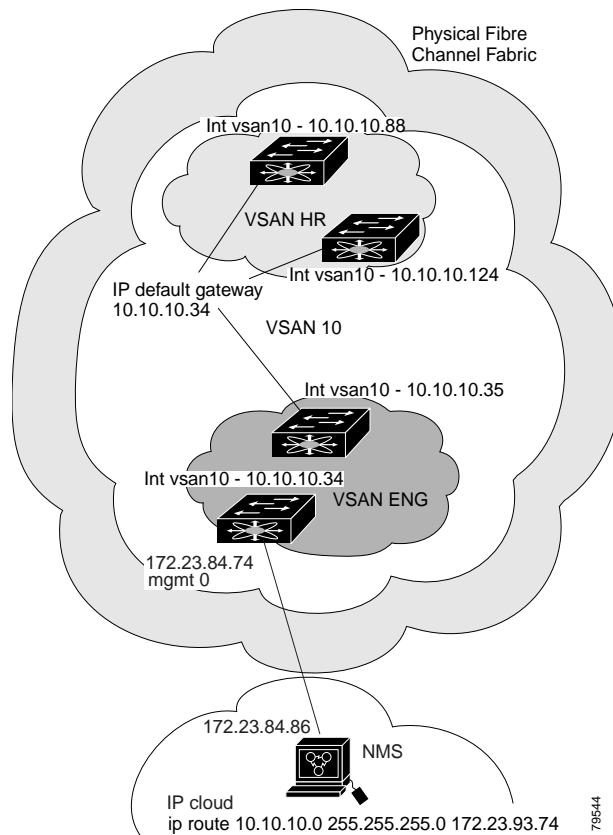 Physical Fibre
Channel Fabric
Int vsan10 - 10.10.10.88
VSAN HR
Int vsan10 - 10.10.10.124
IP default gateway
10.10.10.34
VSAN 10
Int vsan10 - 10.10.10.35
Int vsan10 - 10.10.10.34
VSAN ENG
172.23.84.74
mgmt 0
172.23.84.86
NMS
IP cloud
ip route 10.10.10.0 255.255.255.0 172.23.93.74
79544